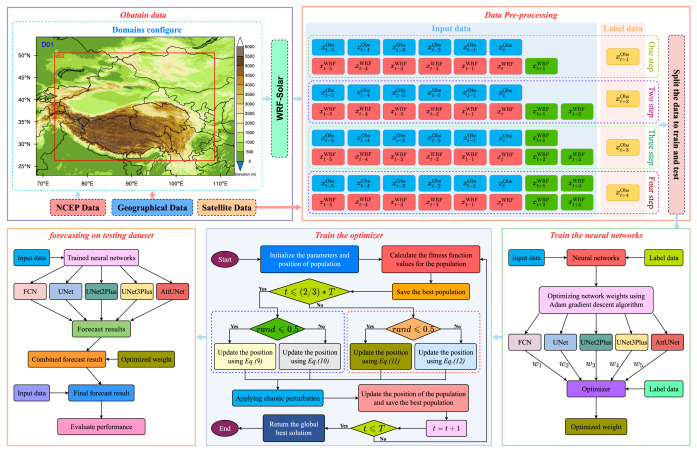 Obatain data
Domains configure
D01
d02
50°N
45°N
40°N
35°N
30°N
25°N
70°E
80°E
90°E
100°E
110°E
6000
5500
5000
4500
4000
3500
3000
2500
2000
1500
1000
500
0
Elevation (m)
WRF-Solar
NCEP Data
Geographical Data
Satellite Data
Data Pre-processing
Input data
Label data
x_{t-5}^{Obs} x_{t-4}^{Obs} x_{t-3}^{Obs} x_{t-2}^{Obs} x_{t-1}^{Obs} x_{t}^{Obs}
x_{t-5}^{WRF} x_{t-4}^{WRF} x_{t-3}^{WRF} x_{t-2}^{WRF} x_{t-1}^{WRF} x_{t}^{WRF} x_{t+1}^{WRF}
x_{t+1}^{Obs}
One step
x_{t-5}^{Obs} x_{t-4}^{Obs} x_{t-3}^{Obs} x_{t-2}^{Obs} x_{t-1}^{Obs} x_{t}^{Obs}
x_{t-5}^{WRF} x_{t-4}^{WRF} x_{t-3}^{WRF} x_{t-2}^{WRF} x_{t-1}^{WRF} x_{t}^{WRF} x_{t+1}^{WRF} x_{t+2}^{WRF}
x_{t+2}^{Obs}
Two step
x_{t-5}^{Obs} x_{t-4}^{Obs} x_{t-3}^{Obs} x_{t-2}^{Obs} x_{t-1}^{Obs} x_{t}^{Obs} x_{t+1}^{WRF}
x_{t-5}^{WRF} x_{t-4}^{WRF} x_{t-3}^{WRF} x_{t-2}^{WRF} x_{t-1}^{WRF} x_{t}^{WRF} x_{t+2}^{WRF} x_{t+3}^{WRF}
x_{t+3}^{Obs}
Three step
x_{t-5}^{Obs} x_{t-4}^{Obs} x_{t-3}^{Obs} x_{t-2}^{Obs} x_{t-1}^{Obs} x_{t}^{Obs} x_{t+1}^{WRF} x_{t+2}^{WRF}
x_{t-5}^{WRF} x_{t-4}^{WRF} x_{t-3}^{WRF} x_{t-2}^{WRF} x_{t-1}^{WRF} x_{t}^{WRF} x_{t+3}^{WRF} x_{t+4}^{WRF}
x_{t+4}^{Obs}
Four step
Split the data to train and test
forecasting on testing dataset
Input data
Trained neural networks
FCN
UNet
UNet2Plus
UNet3Plus
AttUNet
Forecast results
Combined forecast result
Optimized weight
Input data
Final forecast result
Evaluate performance
Train the optimizer
Start
Initialize the parameters and
position of population
Calculate the fitness function
values for the population
t ⩽ (2/3) * T
Save the best population
Yes
No
rand ⩽ 0.5
Yes
No
rand ⩽ 0.5
Yes
No
Update the position
using Eq.(9)
Update the position
using Eq.(10)
Update the position
using Eq.(11)
Update the position
using Eq.(12)
Applying chaotic perturbation
Update the position of the population
and save the best population
End
Return the global
best solution
Yes
t ⩽ T
No
t = t + 1
Train the neural networks
Input data
Neural networks
Label data
Optimizing network weights using
Adam gradient descent algorithm
FCN
UNet
UNet2Plus
UNet3Plus
AttUNet
w_1
w_2
w_3
w_4
w_5
Optimizer
Label data
Optimized weight